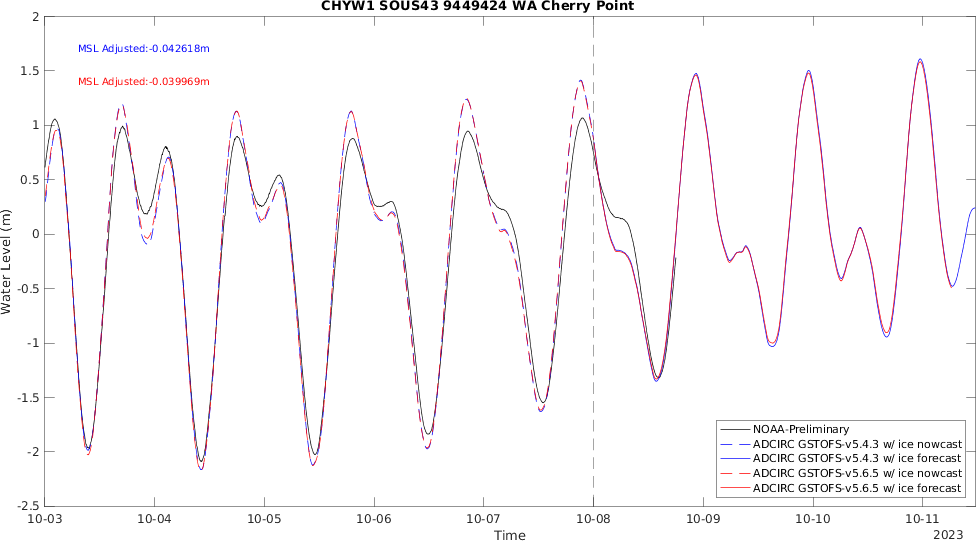 CHYW1 SOUS43 9449424 WA Cherry Point
MSL Adjusted:-0.042618m
MSL Adjusted:-0.039969m
Water Level (m)
2
1.5
1
0.5
0
-0.5
-1
-1.5
-2
-2.5
NOAA-Preliminary
ADCIRC GSTOFS-v5.4.3 w/ ice nowcast
ADCIRC GSTOFS-v5.4.3 w/ ice forecast
ADCIRC GSTOFS-v5.6.5 w/ ice nowcast
ADCIRC GSTOFS-v5.6.5 w/ ice forecast
10-03 10-04 10-05 10-06 10-07 10-08 10-09 10-10 10-11
Time
2023